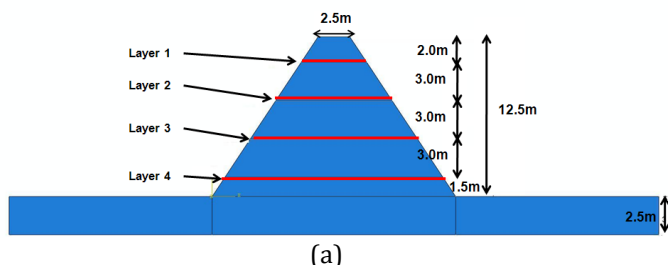 2.5m
Layer 1
2.0m
3.0m
Layer 2
3.0m
12.5m
Layer 3
3.0m
Layer 4
1.5m
2.5m
(a)